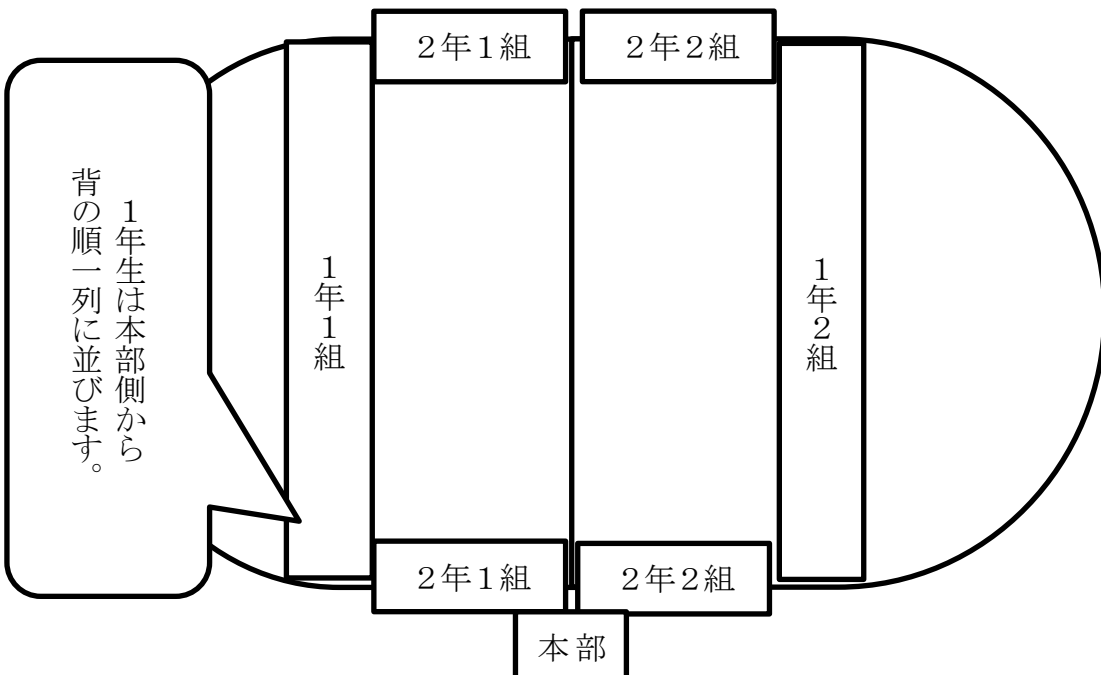 2年1組
2年2組
1年生は本部側から
背の順一列に並びます。
1年1組
1年2組
2年1組
2年2組
本部